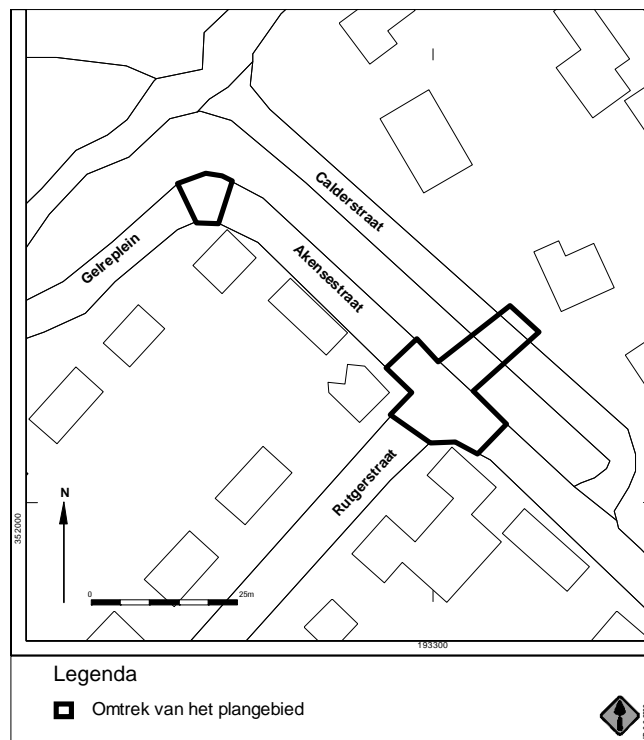 Calderstraat
Akensestraat
Gelreplein
Rutgerstraat
N
352000
0
25m
193300
Legenda
Omtrek van het plangebied